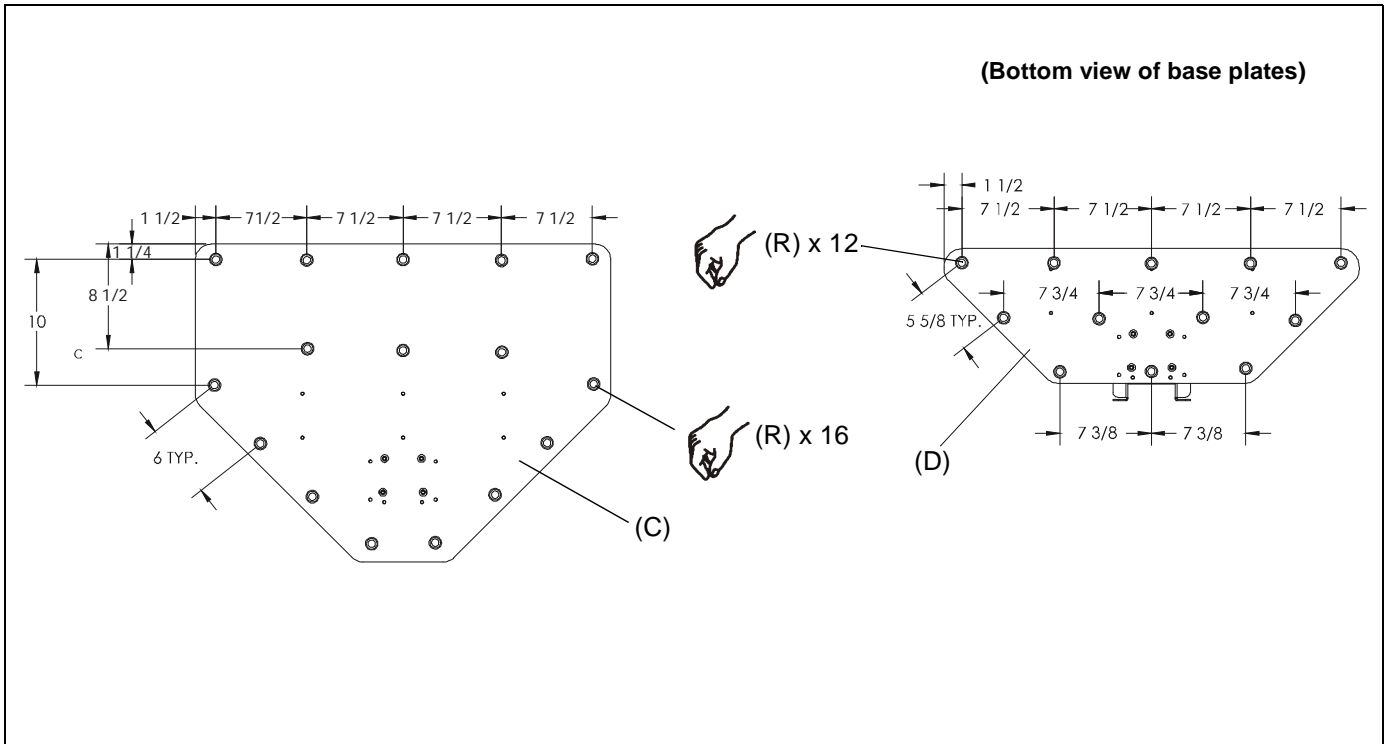 (Bottom view of base plates)
1 1/2
71/2
7 1/2
7 1/2
7 1/2
1 1/4
8 1/2
10
C
6 TYP.
(R) x 16
(C)
(R) x 12
1 1/2
7 1/2
7 1/2
7 1/2
7 1/2
7 3/4
7 3/4
7 3/4
5 5/8 TYP.
7 3/8
7 3/8
(D)